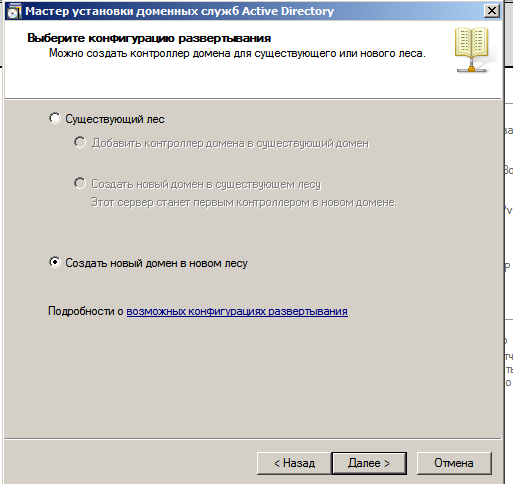 Мастер установки доменных служб Active Directory
Выберите конфигурацию развертывания
Можно создать контроллер домена для существующего или нового леса.
Существующий лес
Добавить контроллер домена в существующий домен
Создать новый домен в существующем лесу
Этот сервер станет первым контроллером в новом домене.
Создать новый домен в новом лесу
Подробности о возможных конфигурациях развертывания
< Назад
Далее >
Отмена